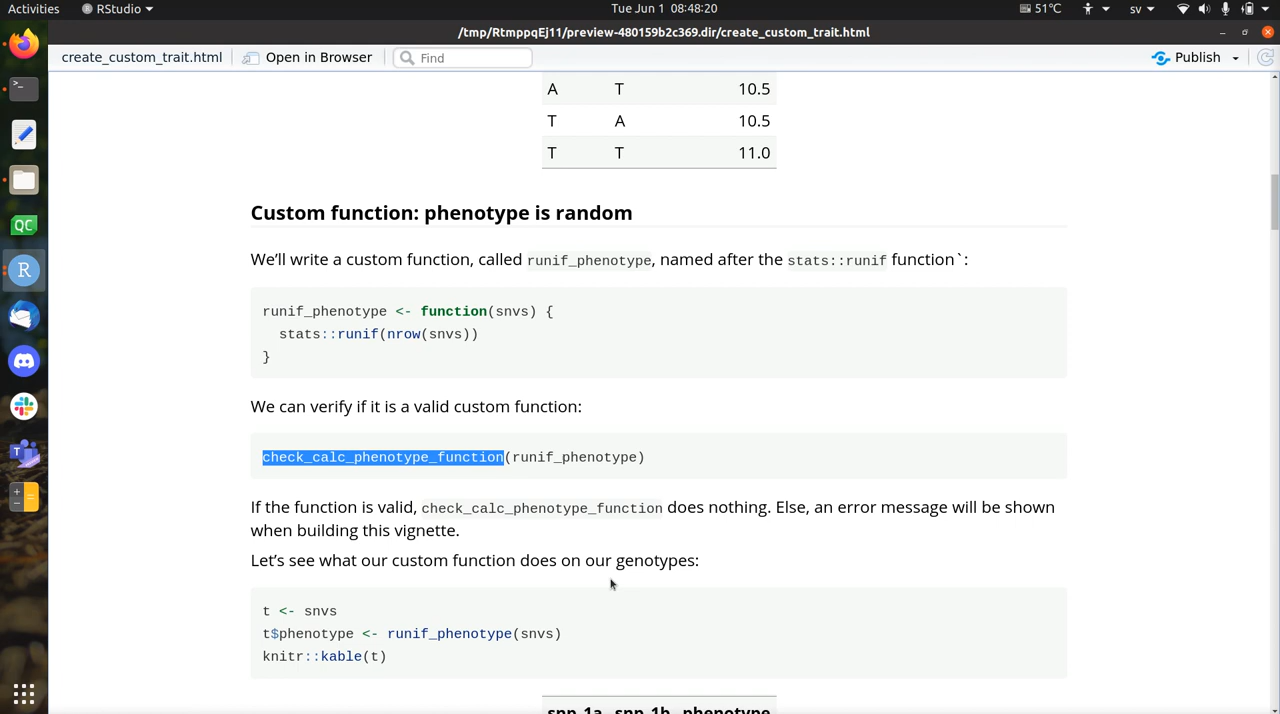 Activities RStudio Tue Jun 1 08:48:20 51°C sv
/tmp/RtmppqEj11/preview-480159b2c369.dir/create_custom_trait.html
create_custom_trait.html Open in Browser Find Publish
A T 10.5
T A 10.5
T T 11.0
Custom function: phenotype is random
We’ll write a custom function, called runif_phenotype, named after the stats::runif function`:
runif_phenotype <- function(snvs) {
stats::runif(nrow(snvs))
}
We can verify if it is a valid custom function:
check_calc_phenotype_function(runif_phenotype)
If the function is valid, check_calc_phenotype_function does nothing. Else, an error message will be shown
when building this vignette.
Let’s see what our custom function does on our genotypes:
t <- snvs
t$phenotype <- runif_phenotype(snvs)
knitr::kable(t)
snp_1a snp_1b phenotype
QC
R